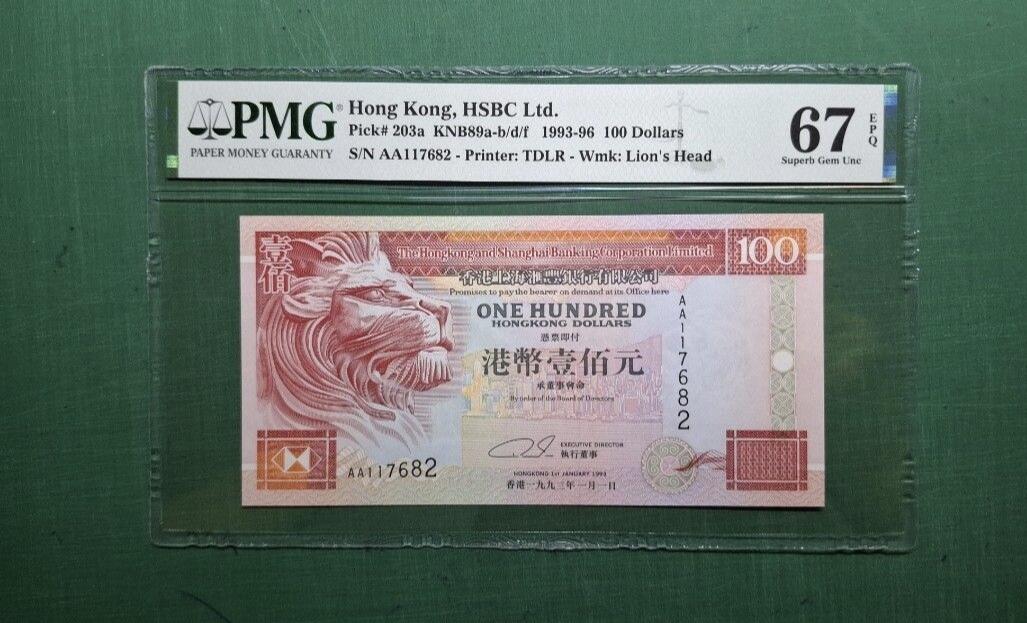 PMG®
PAPER MONEY GUARANTY
Hong Kong, HSBC Ltd.
Pick# 203a KNB89a-b/d/f 1993-96 100 Dollars
S/N AA117682 - Printer: TDLR - Wmk: Lion's Head
67
Superb Gem Unc
EPQ
壹佰
The Hongkong and Shanghai Banking Corporation Limited
100
香港上海滙豐銀行有限公司
Promises to pay the bearer on demand at its Office here
ONE HUNDRED
HONGKONG DOLLARS
憑票即付
港幣壹佰元
承董事會命
By order of the Board of Directors
AA117682
EXECUTIVE DIRECTOR
執行董事
AA117682
HONGKONG 1ST JANUARY 1993
香港一九九三年一月一日